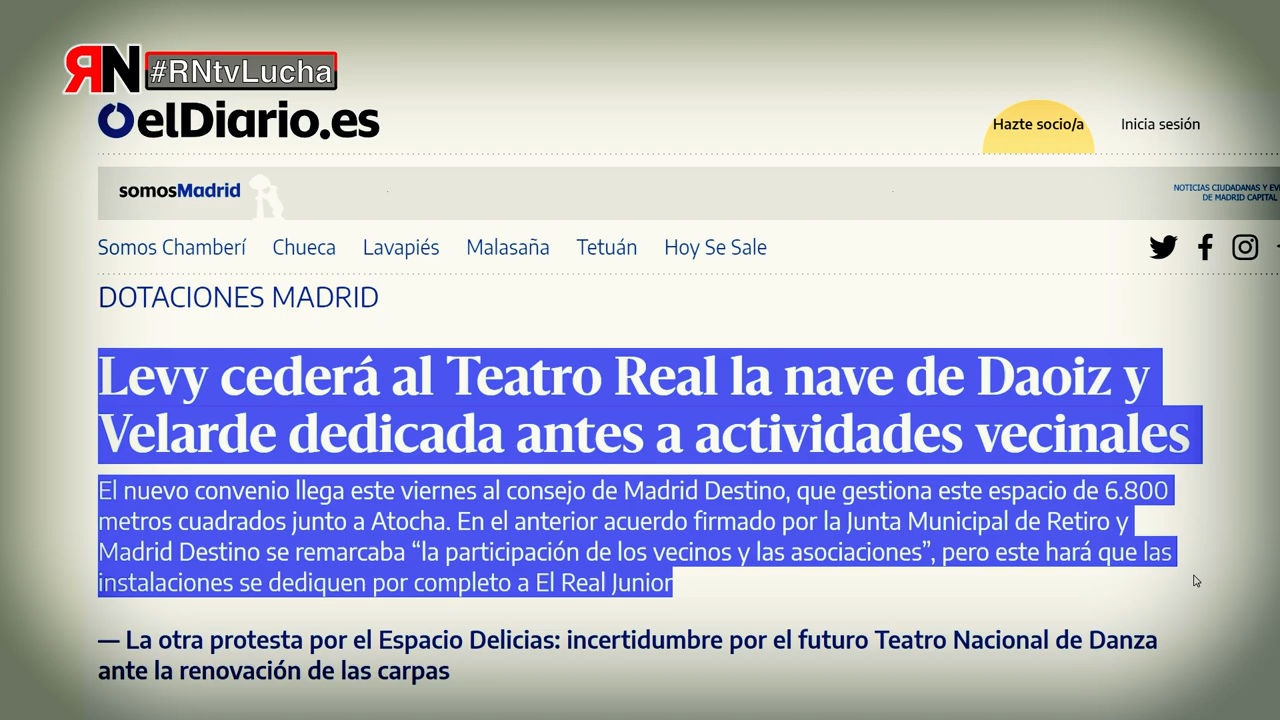 RN #RNtvLucha
elDiario.es
Hazte socio/a
Inicia sesión
somosMadrid
NOTICIAS CIUDADANAS Y
DE MADRID CAPITAL
Somos Chamberí Chueca Lavapiés Malasaña Tetuán Hoy Se Sale
DOTACIONES MADRID
Levy cederá al Teatro Real la nave de Daoiz y
Velarde dedicada antes a actividades vecinales
El nuevo convenio llega este viernes al consejo de Madrid Destino, que gestiona este espacio de 6.800
metros cuadrados junto a Atocha. En el anterior acuerdo firmado por la Junta Municipal de Retiro y
Madrid Destino se remarcaba “la participación de los vecinos y las asociaciones”, pero este hará que las
instalaciones se dediquen por completo a El Real Junior
— La otra protesta por el Espacio Delicias: incertidumbre por el futuro Teatro Nacional de Danza
ante la renovación de las carpas